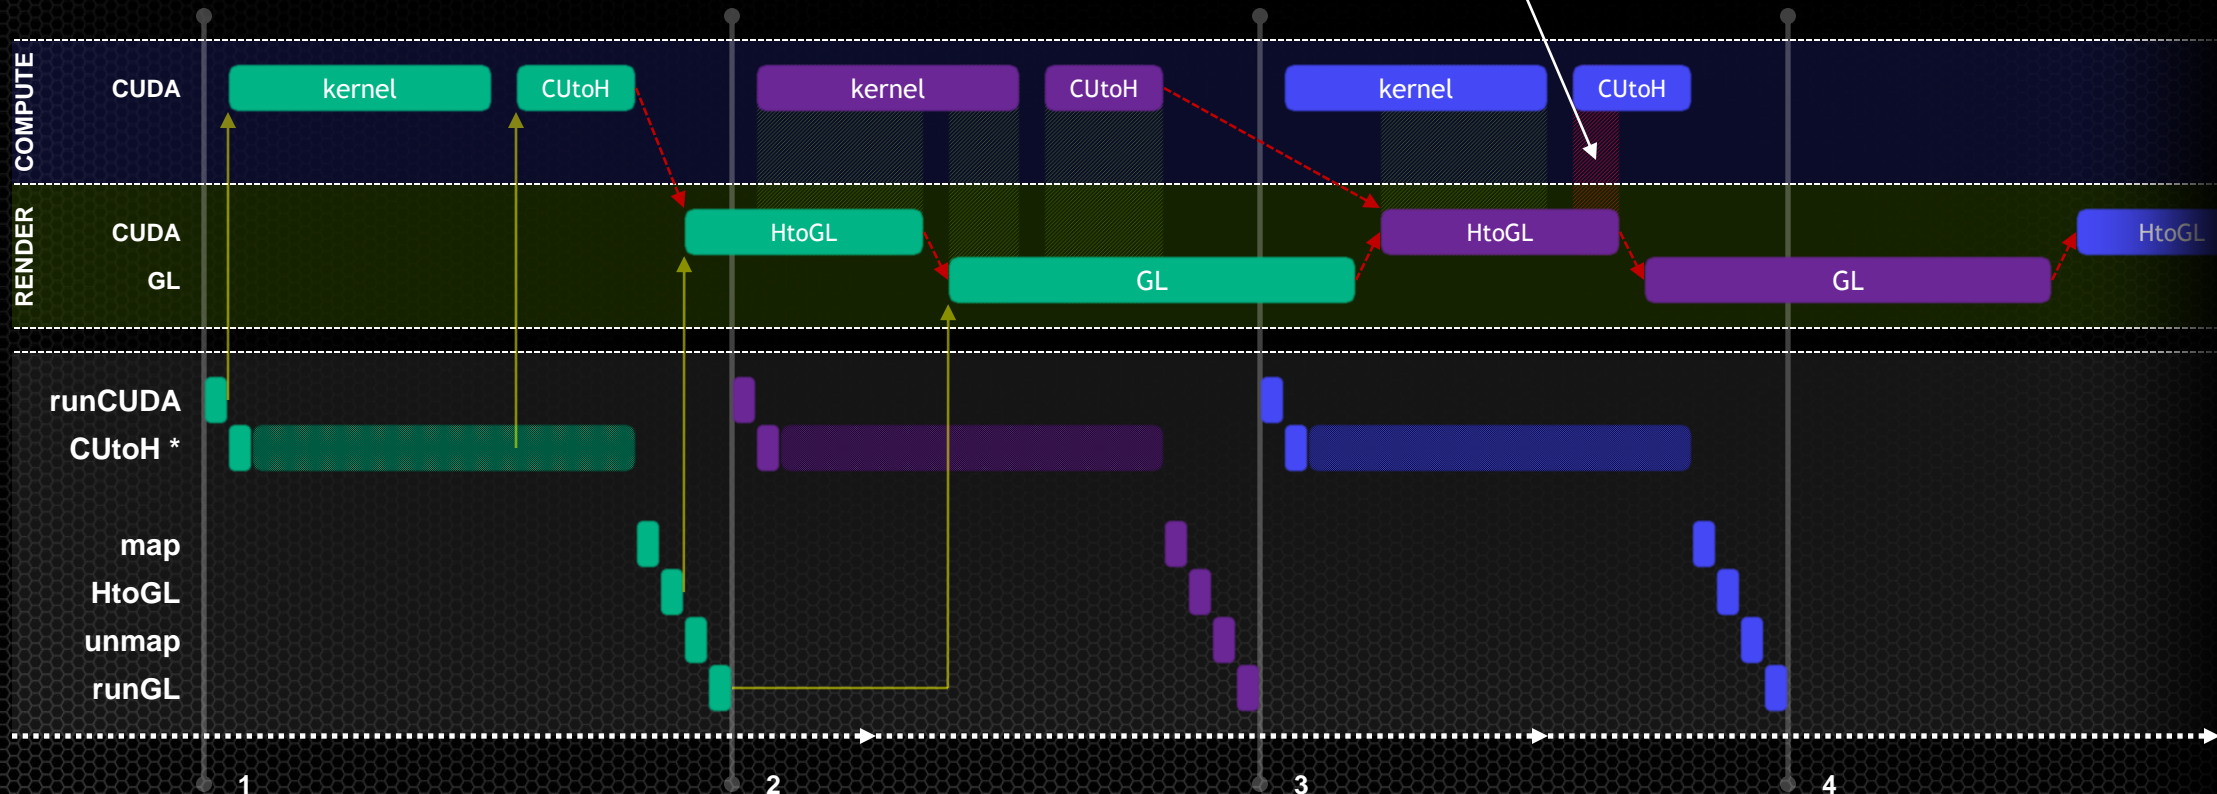 COMPUTE
CUDA kernel CUtoH kernel CUtoH kernel CUtoH
RENDER
CUDA HtoGL HtoGL HtoGL
GL GL GL
runCUDA
CUtoH *
map
HtoGL
unmap
runGL
1 2 3 4